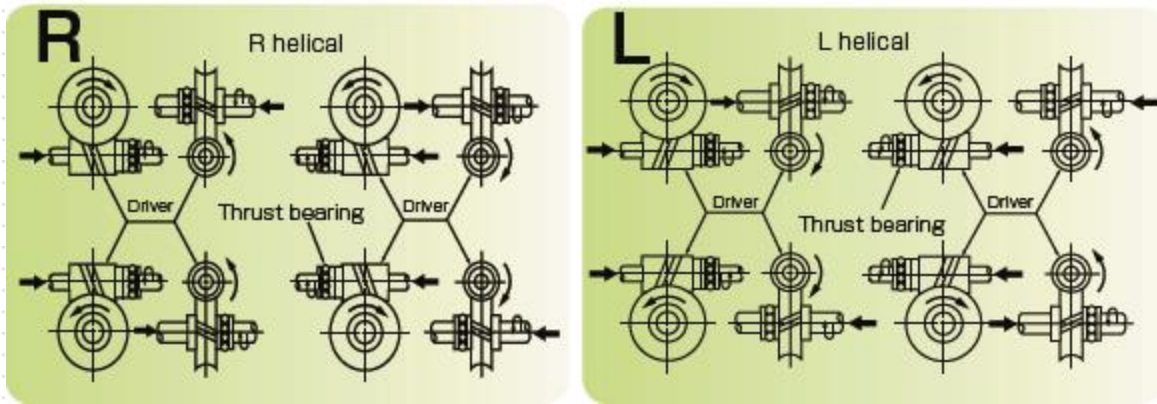 R
R helical
Driver
Thrust bearing
Driver
L
L helical
Driver
Thrust bearing
Driver